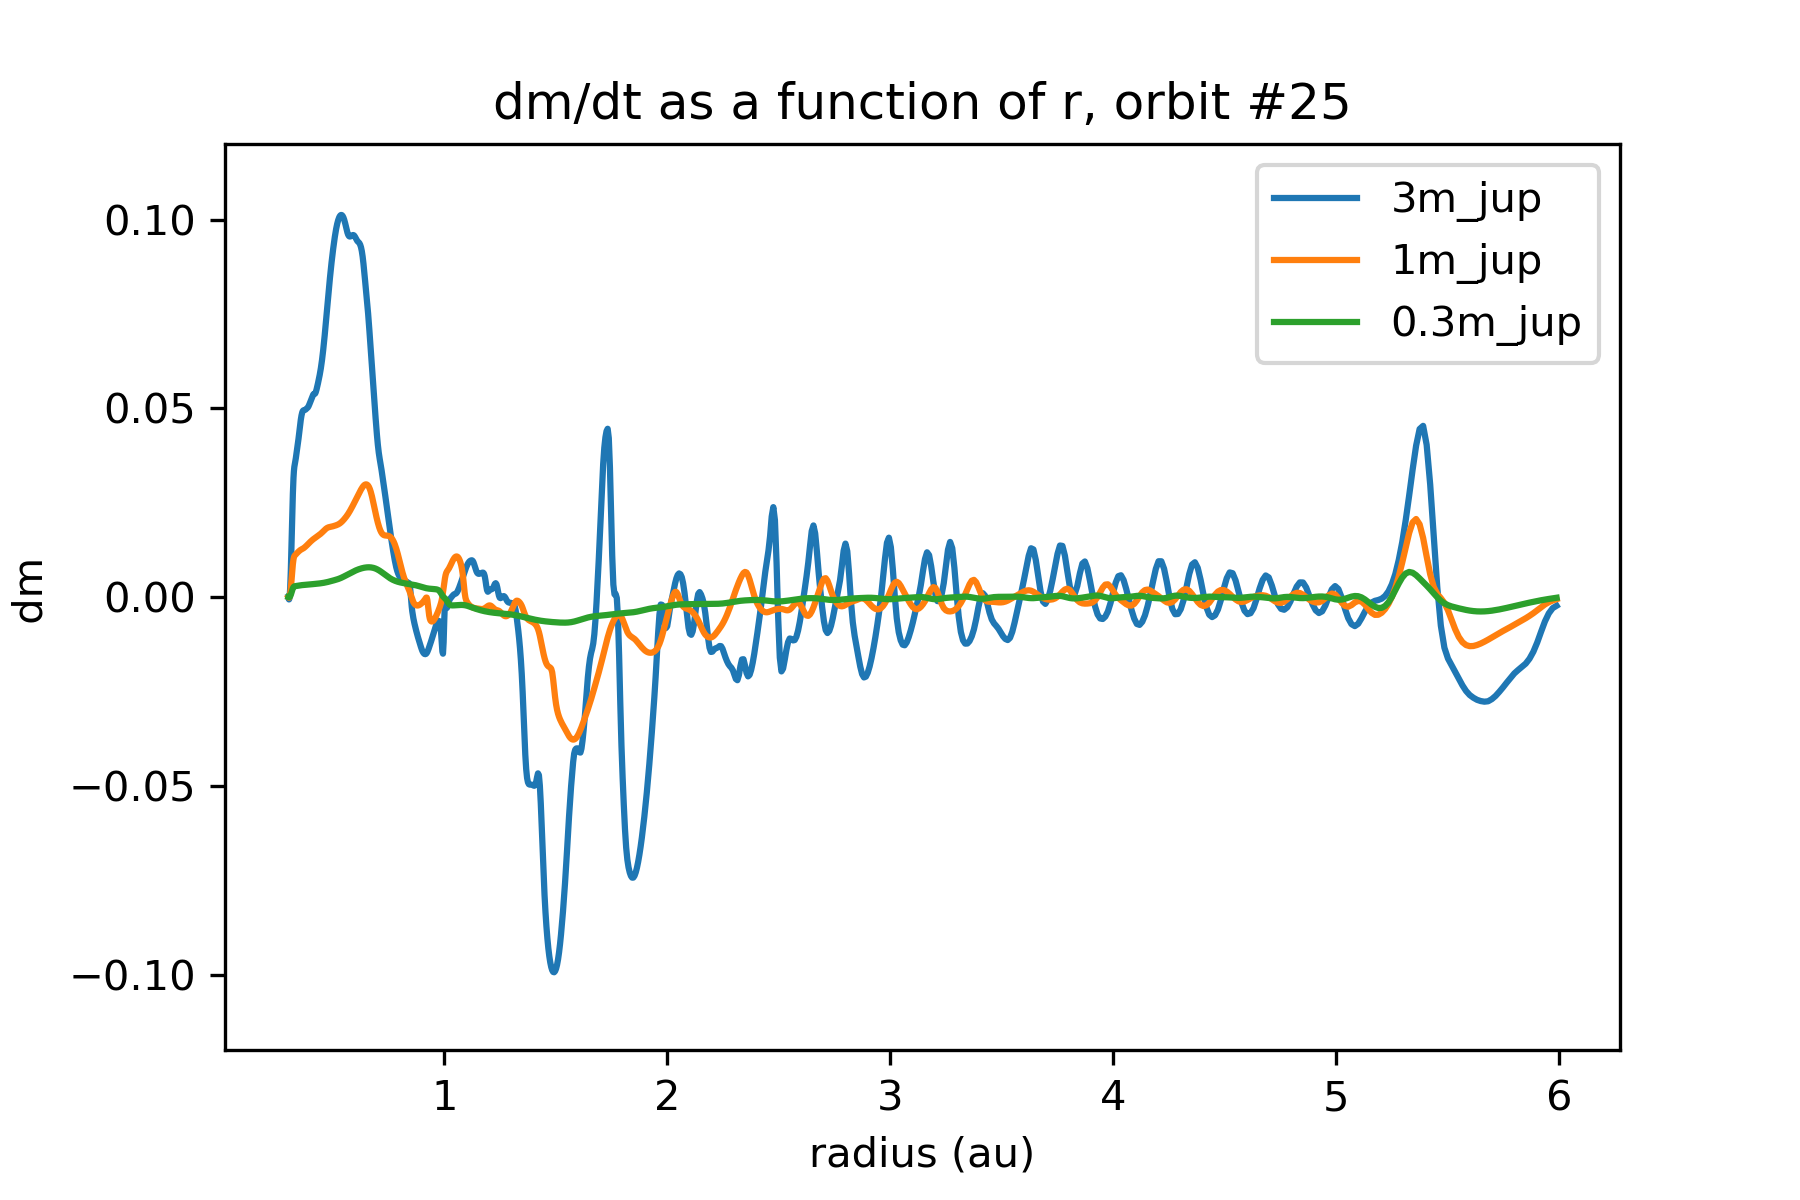 dm/dt as a function of r, orbit #25
3m_jup
1m_jup
0.3m_jup
0.10
0.05
0.00
−0.05
−0.10
dm
1 2 3 4 5 6
radius (au)